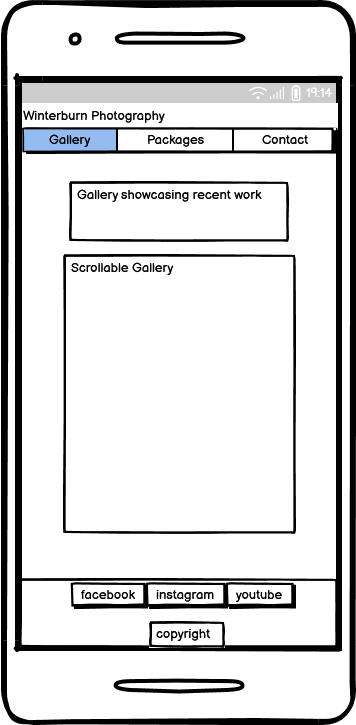 19:14
Winterburn Photography
Gallery Packages Contact
Gallery showcasing recent work
Scrollable Gallery
facebook instagram youtube
copyright